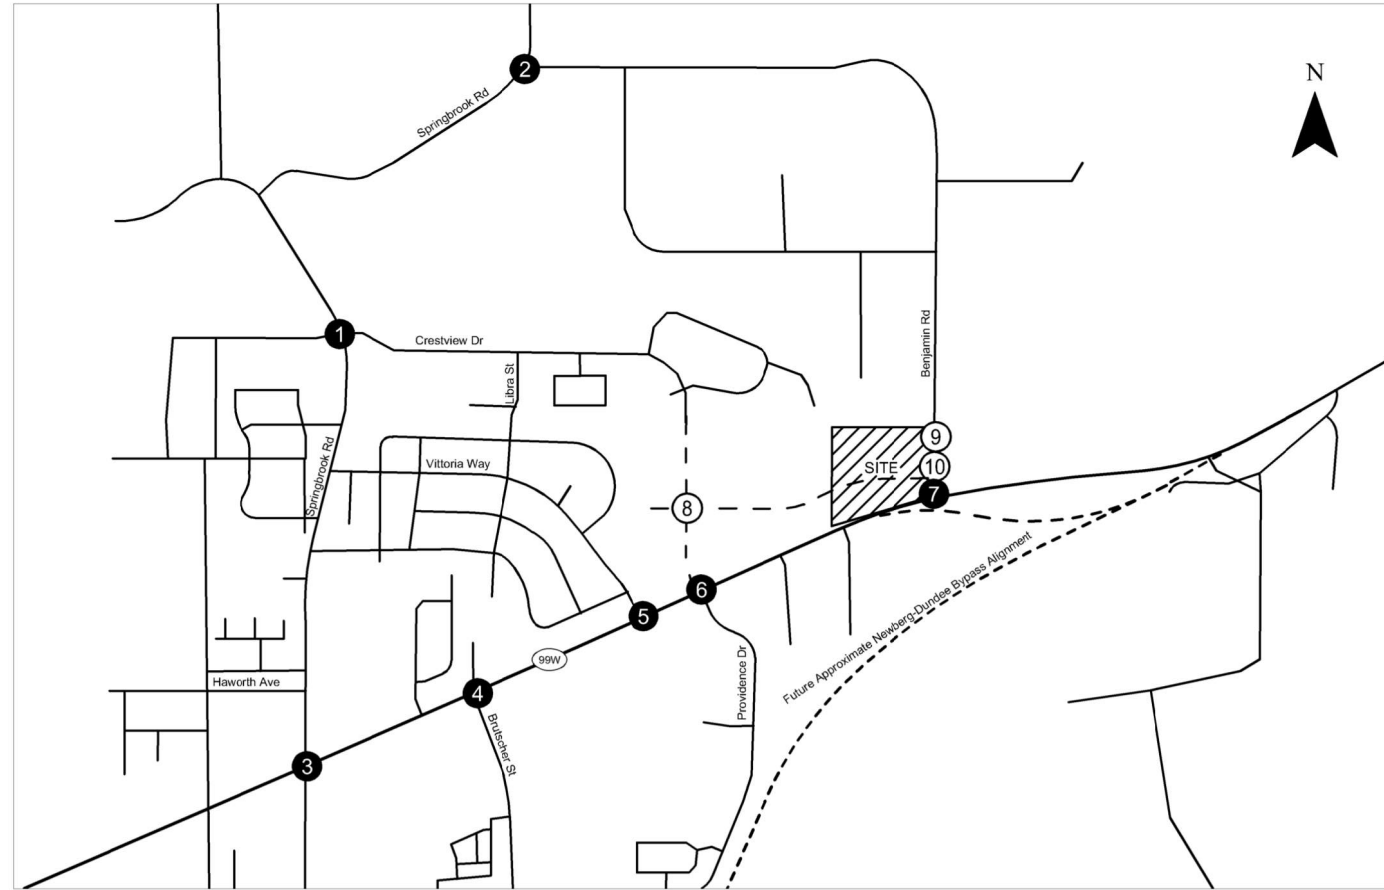 2
N
Springbrook Rd
1
Crestview Dr
Libra St
Benjamin Rd
9
Springbrook Rd
Vittoria Way
SITE
10
7
8
Future Approximate Newberg-Dundee Bypass Alignment
6
5
99W
Providence Dr
Haworth Ave
4
Brutscher St
3